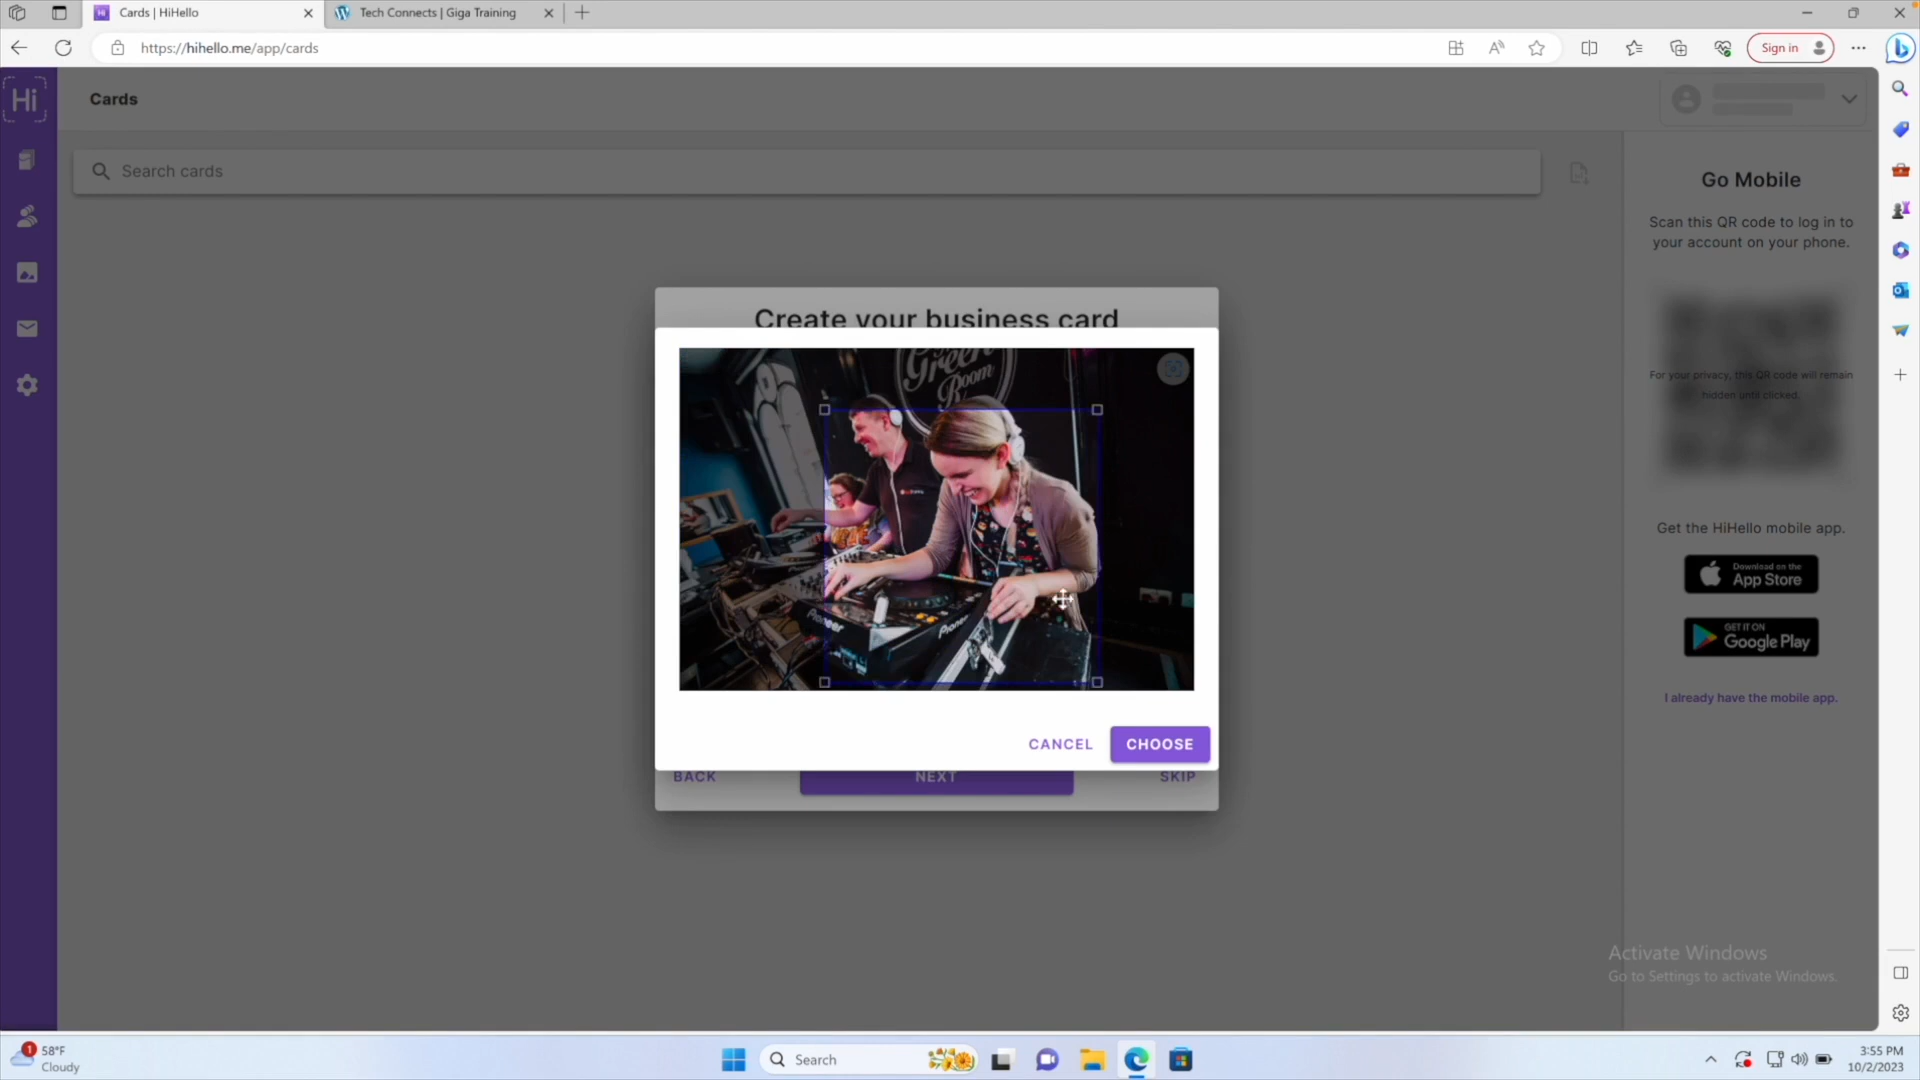 Cards | HiHello
Tech Connects | Giga Training
https://hihello.me/app/cards
Sign in
Hi
Cards
Search cards
Go Mobile
Scan this QR code to log in to
your account on your phone.
For your privacy, this QR code will remain
hidden until clicked.
Get the HiHello mobile app.
Download on the
App Store
GET IT ON
Google Play
I already have the mobile app.
Create your business card
Green
Room
Pioneer
Pioneer
CANCEL
CHOOSE
BACK
NEXT
SKIP
Activate Windows
Go to Settings to activate Windows.
1
58°F
Cloudy
Search
3:55 PM
10/2/2023